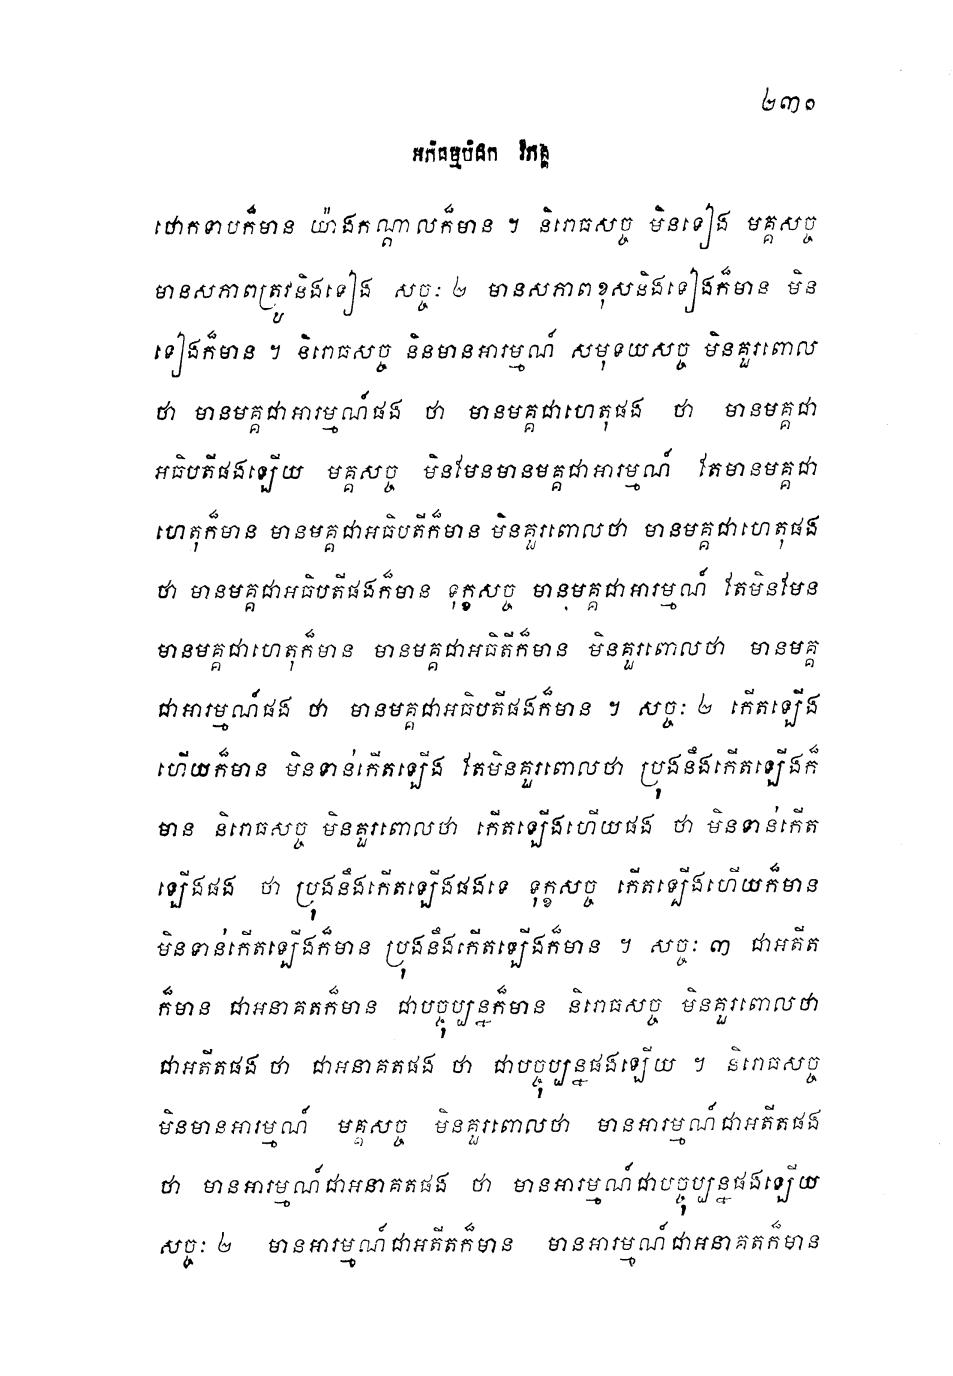 ២៣០
អភិធម្មបិដក វិភង្គ
ថោកទាបក៏មាន យ៉ាងកណ្តាលក៏មាន ។ និរោធសច្ច មិនទៀង មគ្គសច្ច
មានសភាពត្រូវនិងទៀង សច្ចៈ ២ មានសភាពខុសនិងទៀងក៏មាន មិន
ទៀងក៏មាន ។ និរោធសច្ច និនមានអារម្មណ៍ សមុទយសច្ច មិនគួរពោល
ថា មានមគ្គជាអារម្មណ៍ផង ថា មានមគ្គជាហេតុផង ថា មានមគ្គជា
អធិបតីផងឡើយ មគ្គសច្ច មិនមែនមានមគ្គជាអារម្មណ៍ តែមានមគ្គជា
ហេតុក៏មាន មានមគ្គជាអធិបតីក៏មាន មិនគួរពោលថា មានមគ្គជាហេតុផង
ថា មានមគ្គជាអធិបតីផងក៏មាន ទុក្ខសច្ច មានមគ្គជាអារម្មណ៍ តែមិនមែន
មានមគ្គជាហេតុក៏មាន មានមគ្គជាអធិតីក៏មាន មិនគួរពោលថា មានមគ្គ
ជាអារម្មណ៍ផង ថា មានមគ្គជាអធិបតីផងក៏មាន ។ សច្ចៈ ២ កើតឡើង
ហើយក៏មាន មិនទាន់កើតឡើង តែមិនគួរពោលថា ប្រុងនឹងកើតឡើងក៏
មាន និរោធសច្ច មិនគួរពោលថា កើតឡើងហើយផង ថា មិនទាន់កើត
ឡើងផង ថា ប្រុងនឹងកើតឡើងផងទេ ទុក្ខសច្ច កើតឡើងហើយក៏មាន
មិនទាន់កើតឡើងក៏មាន ប្រុងនឹងកើតឡើងក៏មាន ។ សច្ចៈ ៣ ជាអតីត
ក៏មាន ជាអនាគតក៏មាន ជាបច្ចុប្បន្នក៏មាន និរោធសច្ច មិនគួរពោលថា
ជាអតីតផង ថា ជាអនាគតផង ថា ជាបច្ចុប្បន្នផងឡើយ ។ និរោធសច្ច
មិនមានអារម្មណ៍ មគ្គសច្ច មិនគួរពោលថា មានអារម្មណ៍ជាអតីតផង
ថា មានអារម្មណ៍ជាអនាគតផង ថា មានអារម្មណ៍ជាបច្ចុប្បន្នផងឡើយ
សច្ចៈ ២ មានអារម្មណ៍ជាអតីតក៏មាន មានអារម្មណ៍ជាអនាគតក៏មាន